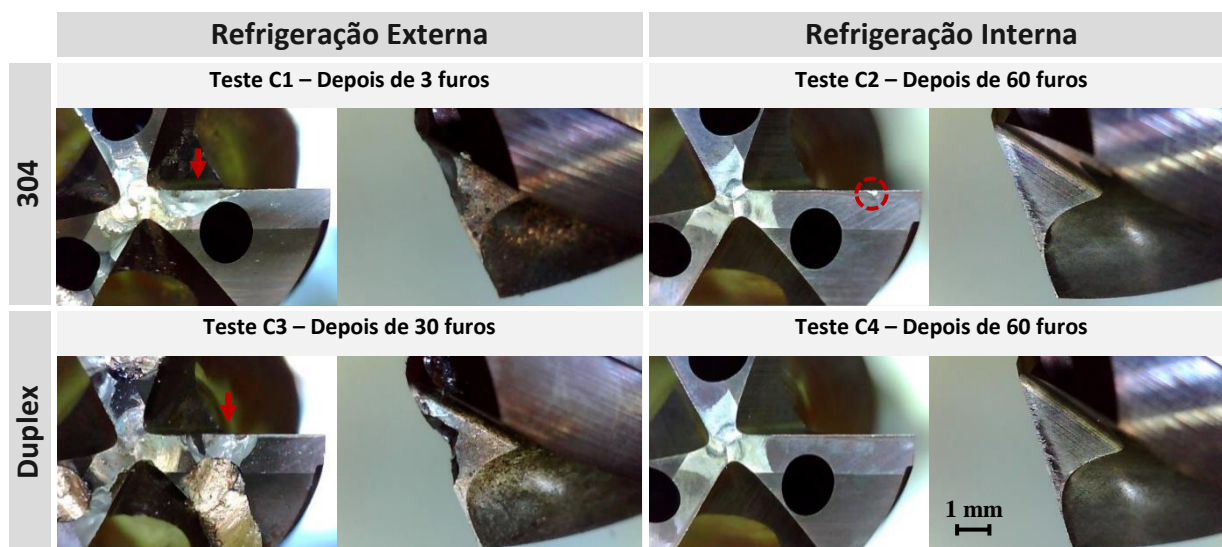 Refrigeração Externa
Refrigeração Interna
304
Teste C1 – Depois de 3 furos
Teste C2 – Depois de 60 furos
Duplex
Teste C3 – Depois de 30 furos
Teste C4 – Depois de 60 furos
1 mm